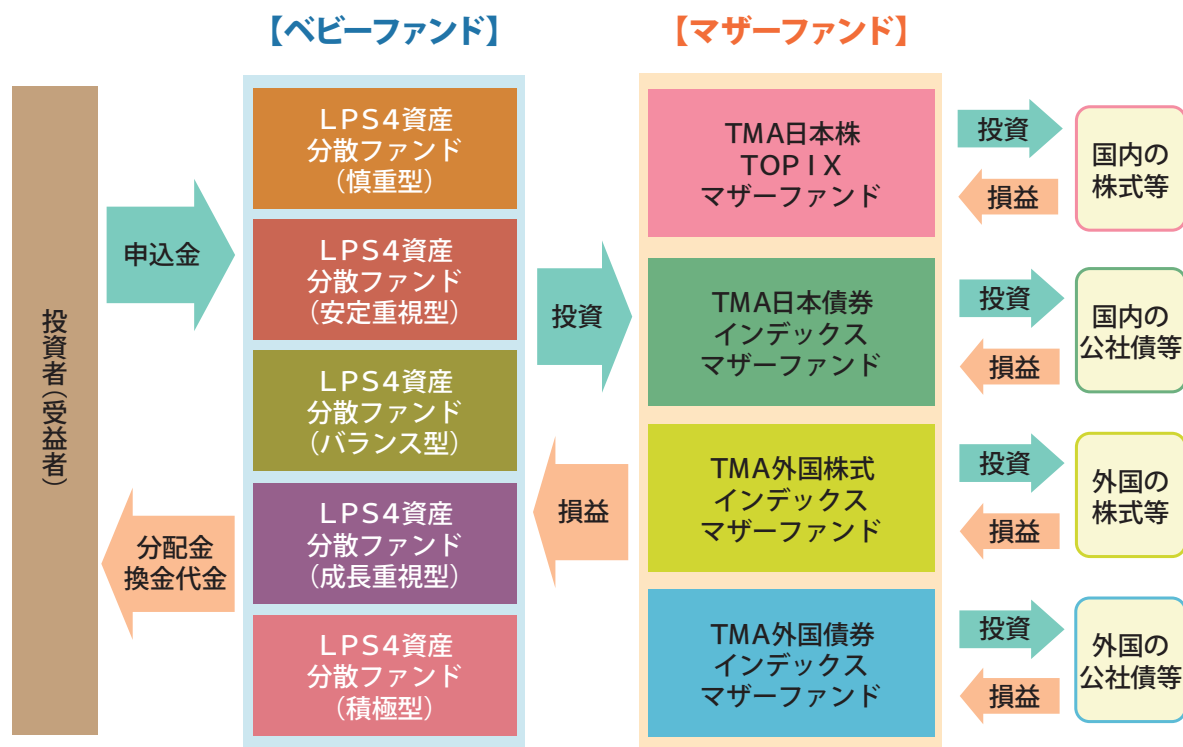 【ベビーファンド】
【マザーファンド】
投資者(受益者)
申込金
分配金
換金代金
LPS4資産
分散ファンド
(慎重型)
LPS4資産
分散ファンド
(安定重視型)
LPS4資産
分散ファンド
(バランス型)
LPS4資産
分散ファンド
(成長重視型)
LPS4資産
分散ファンド
(積極型)
投資
損益
TMA日本株
TOPIX
マザーファンド
投資
損益
国内の
株式等
TMA日本債券
インデックス
マザーファンド
投資
損益
国内の
公社債等
TMA外国株式
インデックス
マザーファンド
投資
損益
外国の
株式等
TMA外国債券
インデックス
マザーファンド
投資
損益
外国の
公社債等